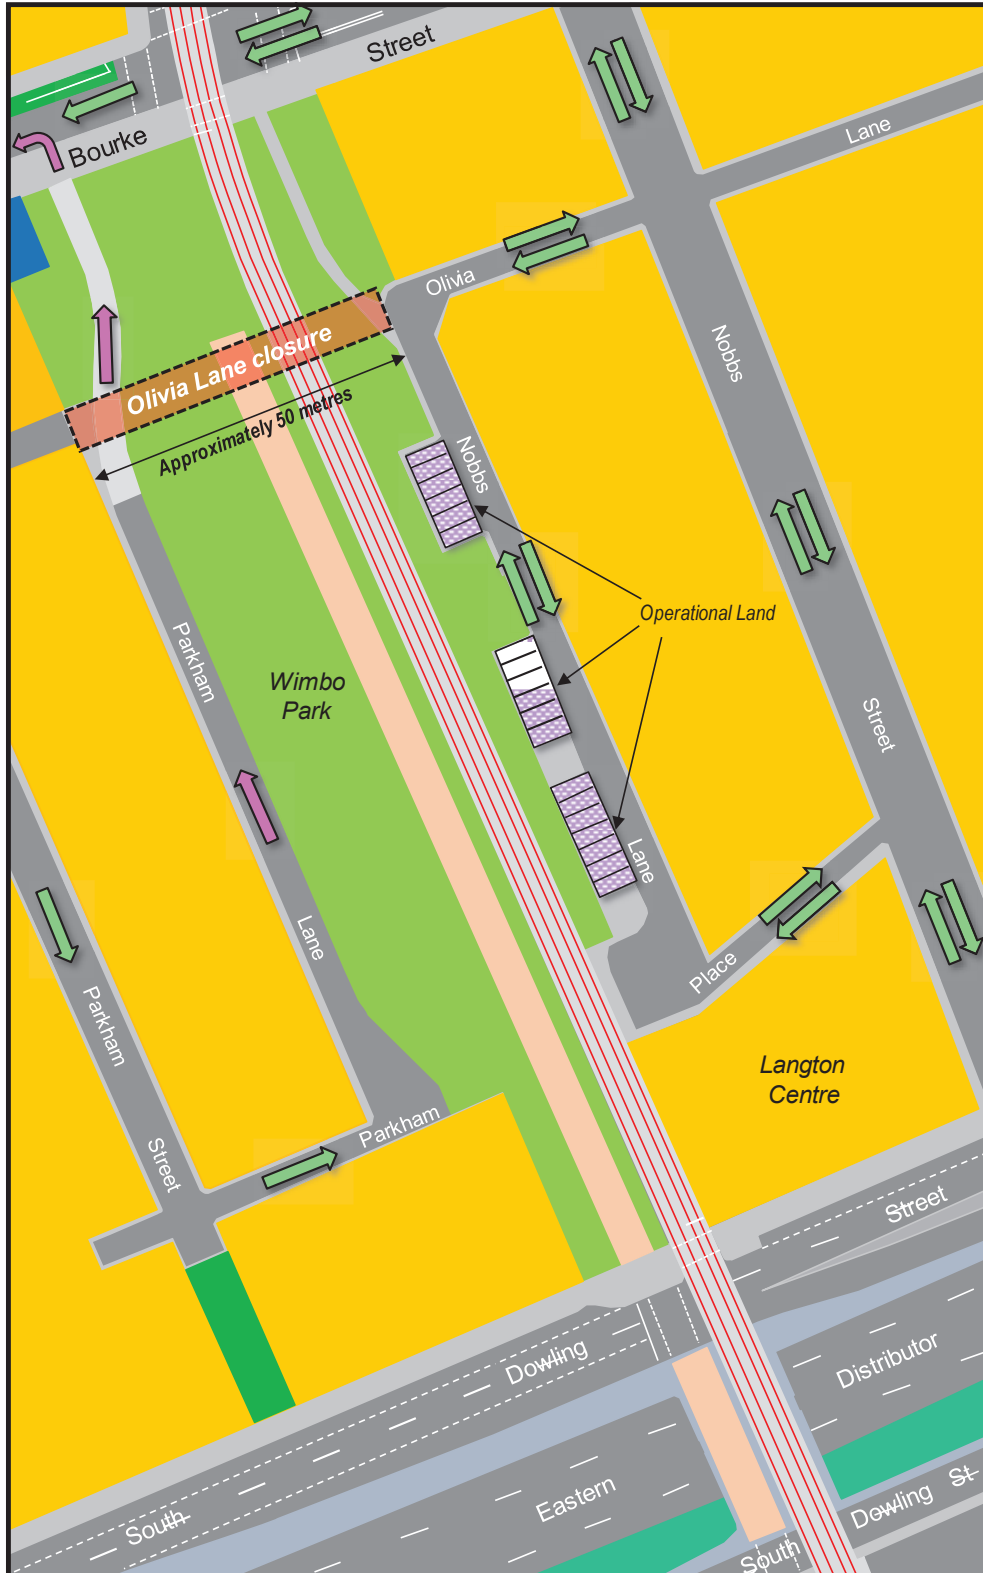 Street
Bourke
Lane
Olivia
Nobbs
Olivia Lane closure
Approximately 50 metres
Nobbs
Operational Land
Parkham
Wimbo
Park
Street
Lane
Lane
Place
Parkham
Langton
Centre
Parkham
Street
Street
Dowling
Distributor
Eastern
South
Dowling St
South